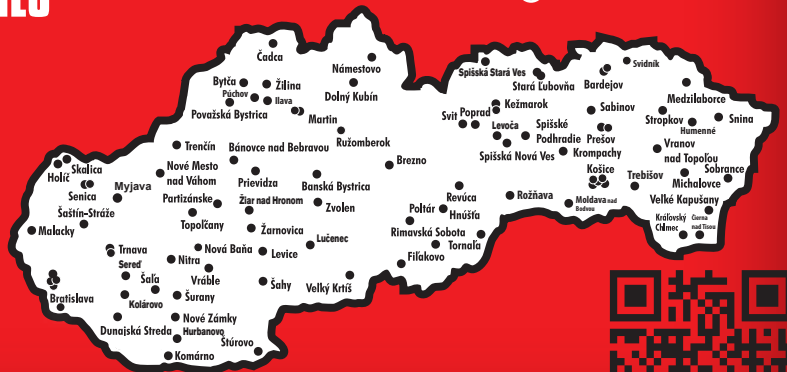 Čadca
Námestovo
Bytča
Žilina
Púchov
Ilava
Dolný Kubín
Považská Bystrica
Martin
Ružomberok
Spišská Stará Ves
Stará Ľubovňa
Svidník
Bardejov
Kežmarok
Sabinov
Medzilaborce
Svit
Poprad
Stropkov
Snina
Humenné
Levoča
Spišské
Podhradie
Prešov
Vranov
nad Topoľou
Spišská Nová Ves
Krompachy
Sobrance
Trenčín
Bánovce nad Bebravou
Brezno
Košice
Trebišov
Michalovce
Holíč
Skalica
Nové Mesto
nad Váhom
Prievidza
Banská Bystrica
Senica
Myjava
Partizánske
Žiar nad Hronom
Zvolen
Revúca
Rožňava
Moldava nad
Bodvou
Veľké Kapušany
Šaštín–Stráže
Topoľčany
Poltár
Hnúšťa
Kráľovský
Chlmec
Čierna
nad Tisou
Malacky
Žarnovica
Rimavská Sobota
Tornaľa
Lučenec
Trnava
Nová Baňa
Levice
Fiľakovo
Sereď
Nitra
Šaľa
Vráble
Šahy
Veľký Krtíš
Bratislava
Kolárovo
Šurany
Dunajská Streda
Nové Zámky
Hurbanovo
Štúrovo
Komárno